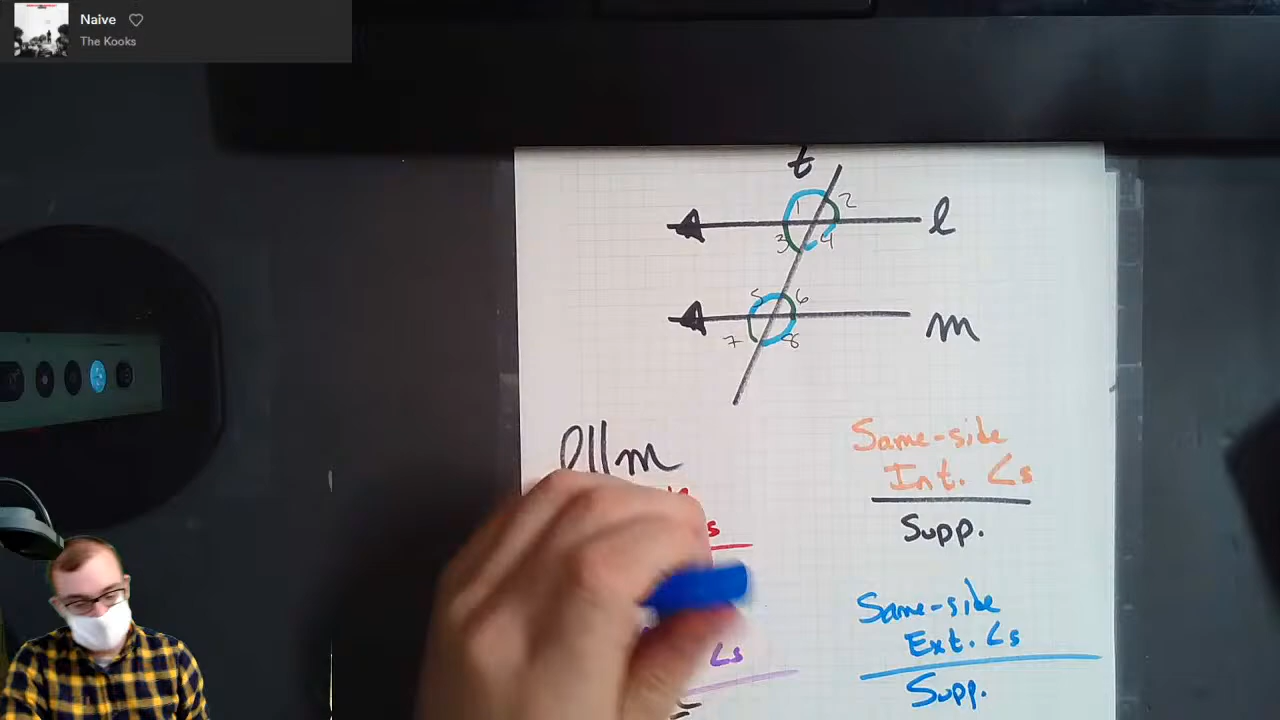 Naive
The Kooks
t
1 2
l
3 4
5 6
m
7 8
l||m
Same-side
Int. ∠s
Supp.
Same-side
Ext. ∠s
Supp.
∠s